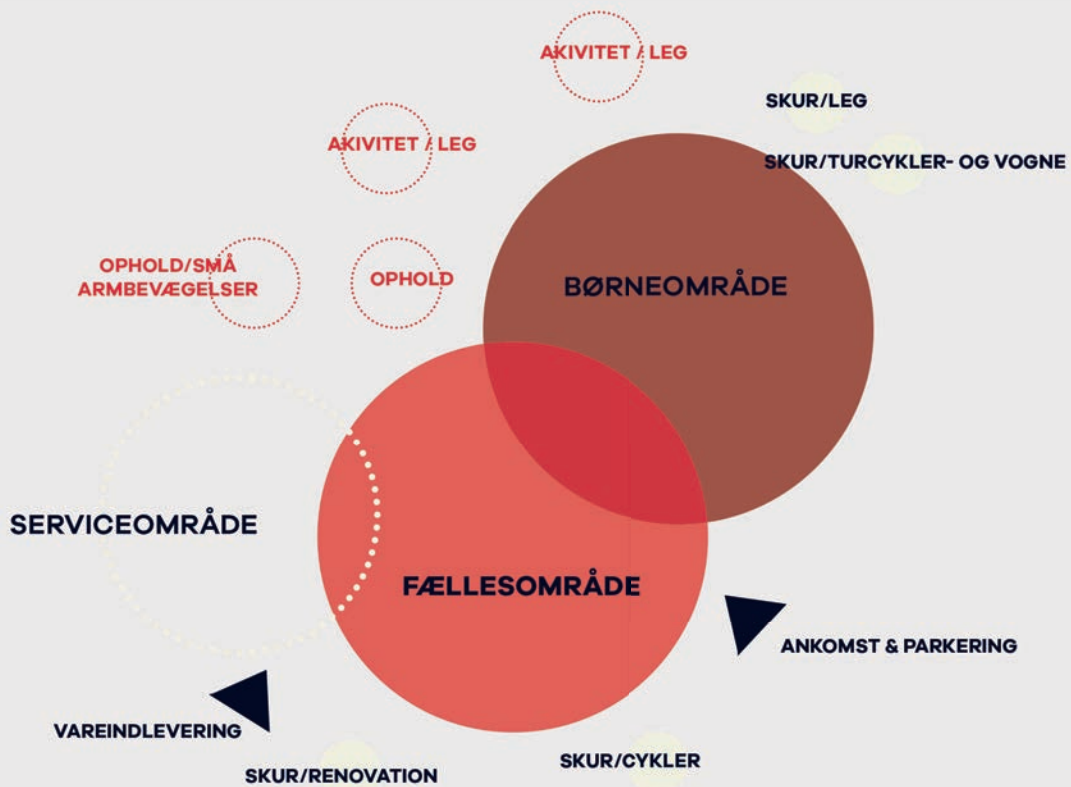 AKIVITET / LEG
SKUR/LEG
AKIVITET / LEG
SKUR/TURCYKLER- OG VOGNE
OPHOLD/SMÅ
ARMBEVÆGELSER
OPHOLD
BØRNEOMRÅDE
SERVICEOMRÅDE
FÆLLESOMRÅDE
ANKOMST & PARKERING
VAREINDLEVERING
SKUR/RENOVATION
SKUR/CYKLER